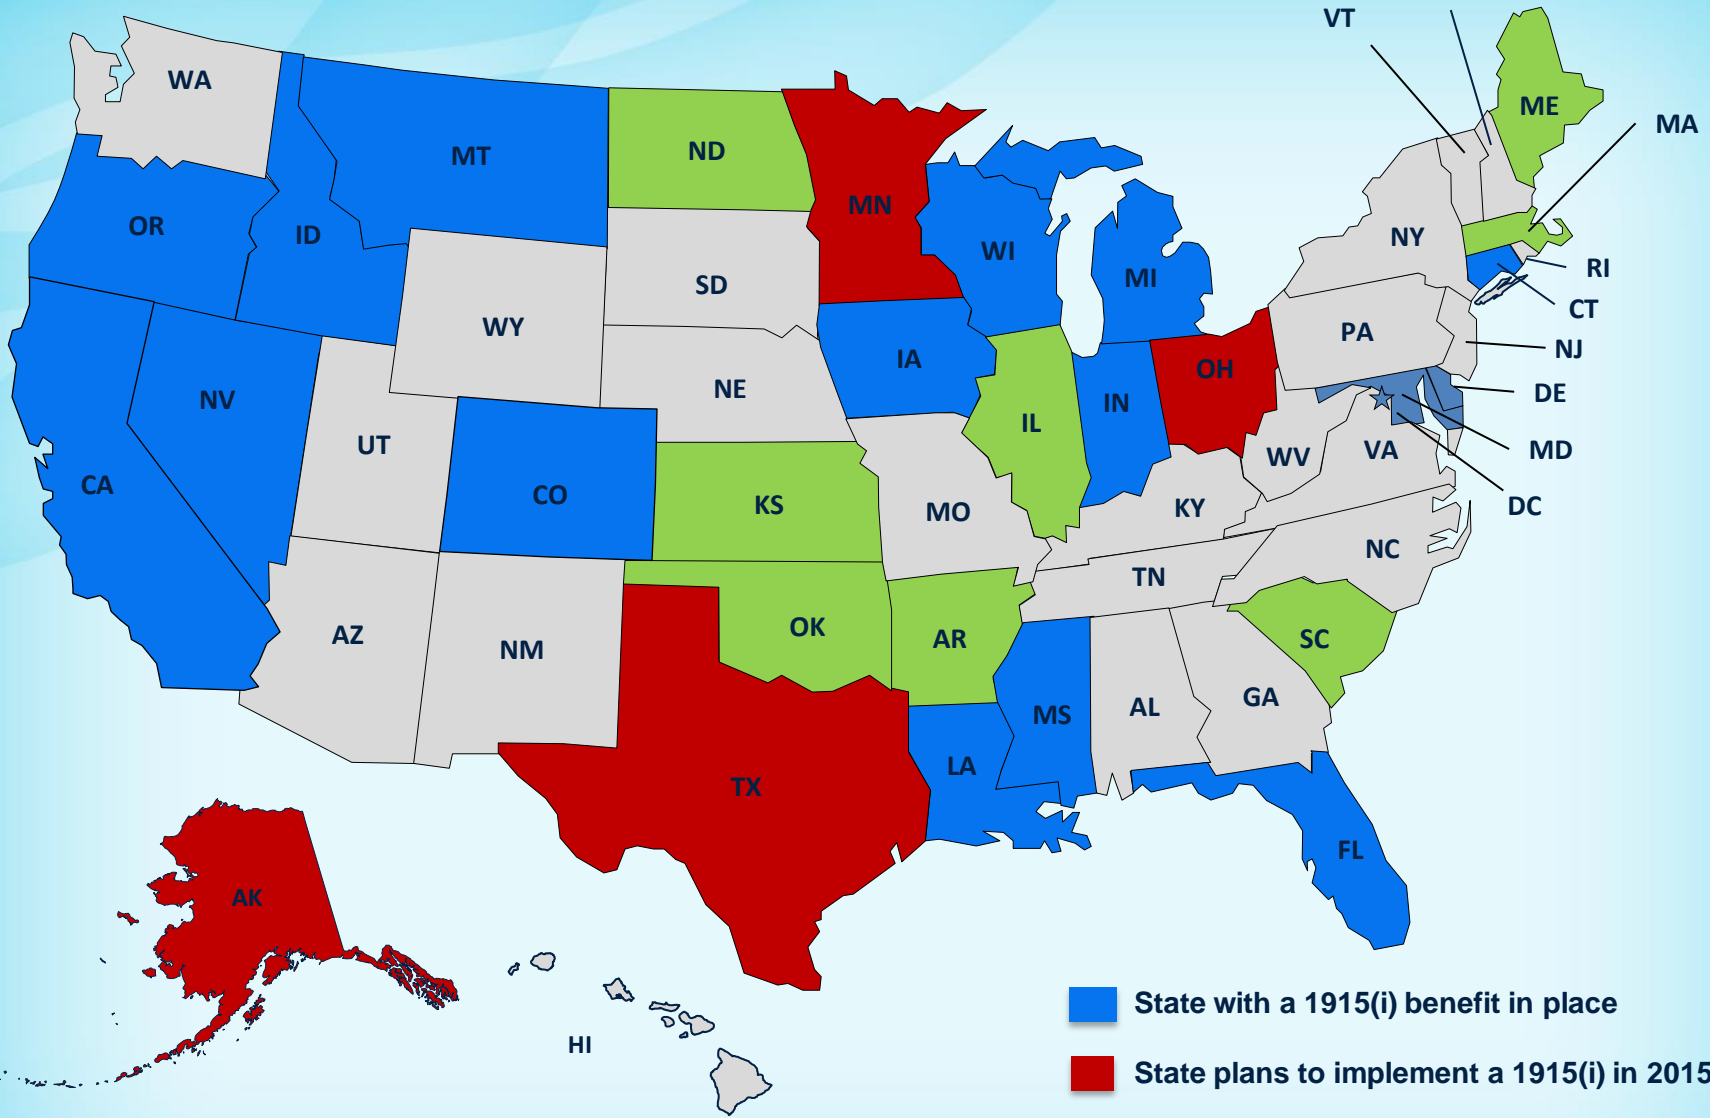 VT
WA
ME
MA
MT
ND
OR
ID
MN
NY
WI
RI
MI
SD
CT
WY
PA
NJ
IA
OH
NE
DE
NV
IN
IL
UT
VA
MD
WV
CA
CO
KS
DC
MO
KY
NC
TN
AZ
OK
AR
SC
NM
GA
MS
AL
LA
TX
FL
AK
State with a 1915(i) benefit in place
HI
State plans to implement a 1915(i) in 2015